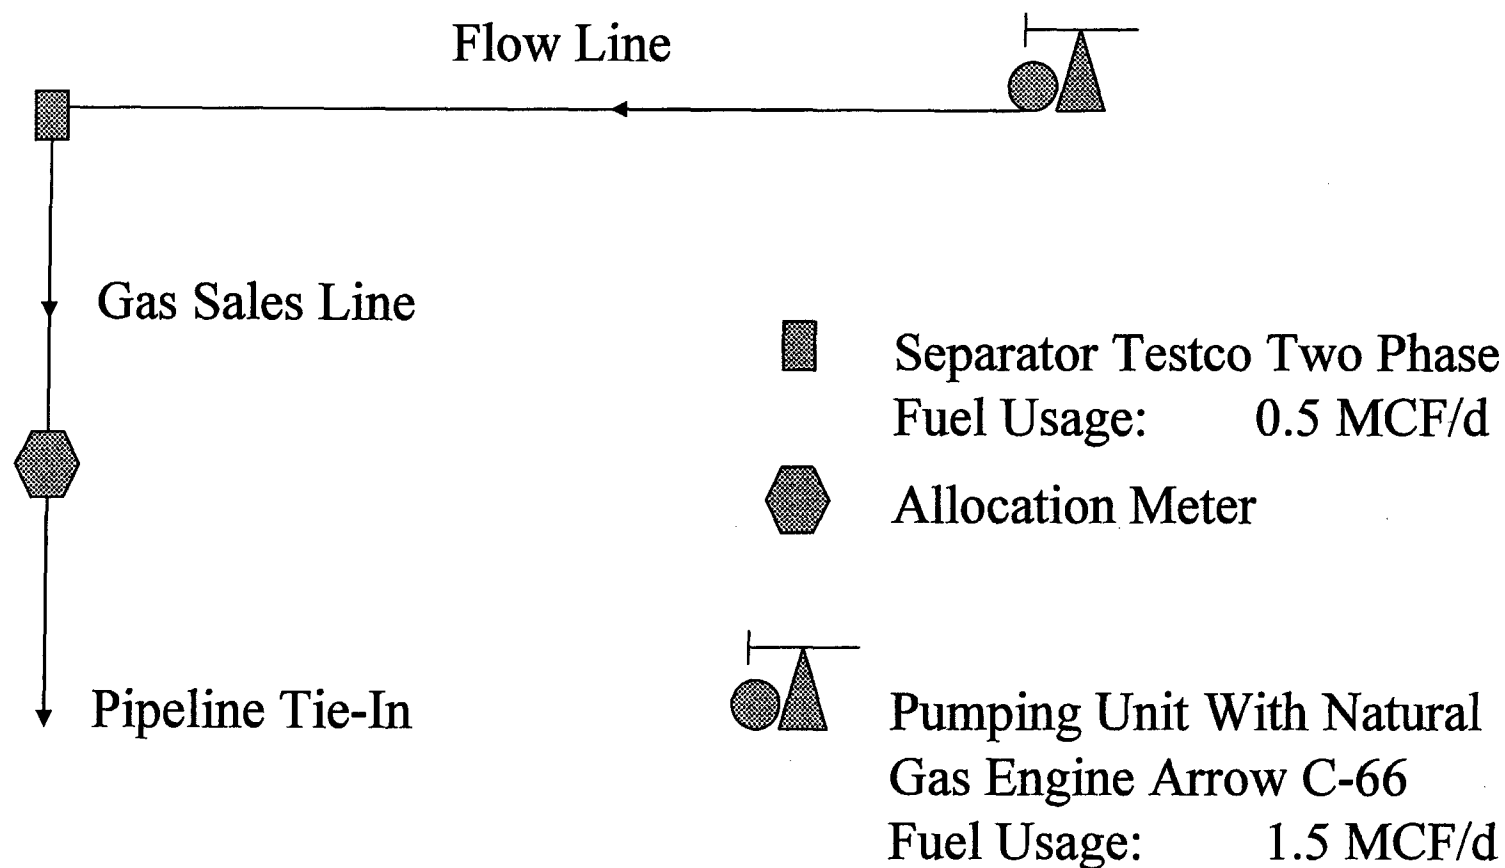 Flow Line
Gas Sales Line
Separator Testco Two Phase
Fuel Usage: 0.5 MCF/d
Allocation Meter
Pipeline Tie-In
Pumping Unit With Natural
Gas Engine Arrow C-66
Fuel Usage: 1.5 MCF/d